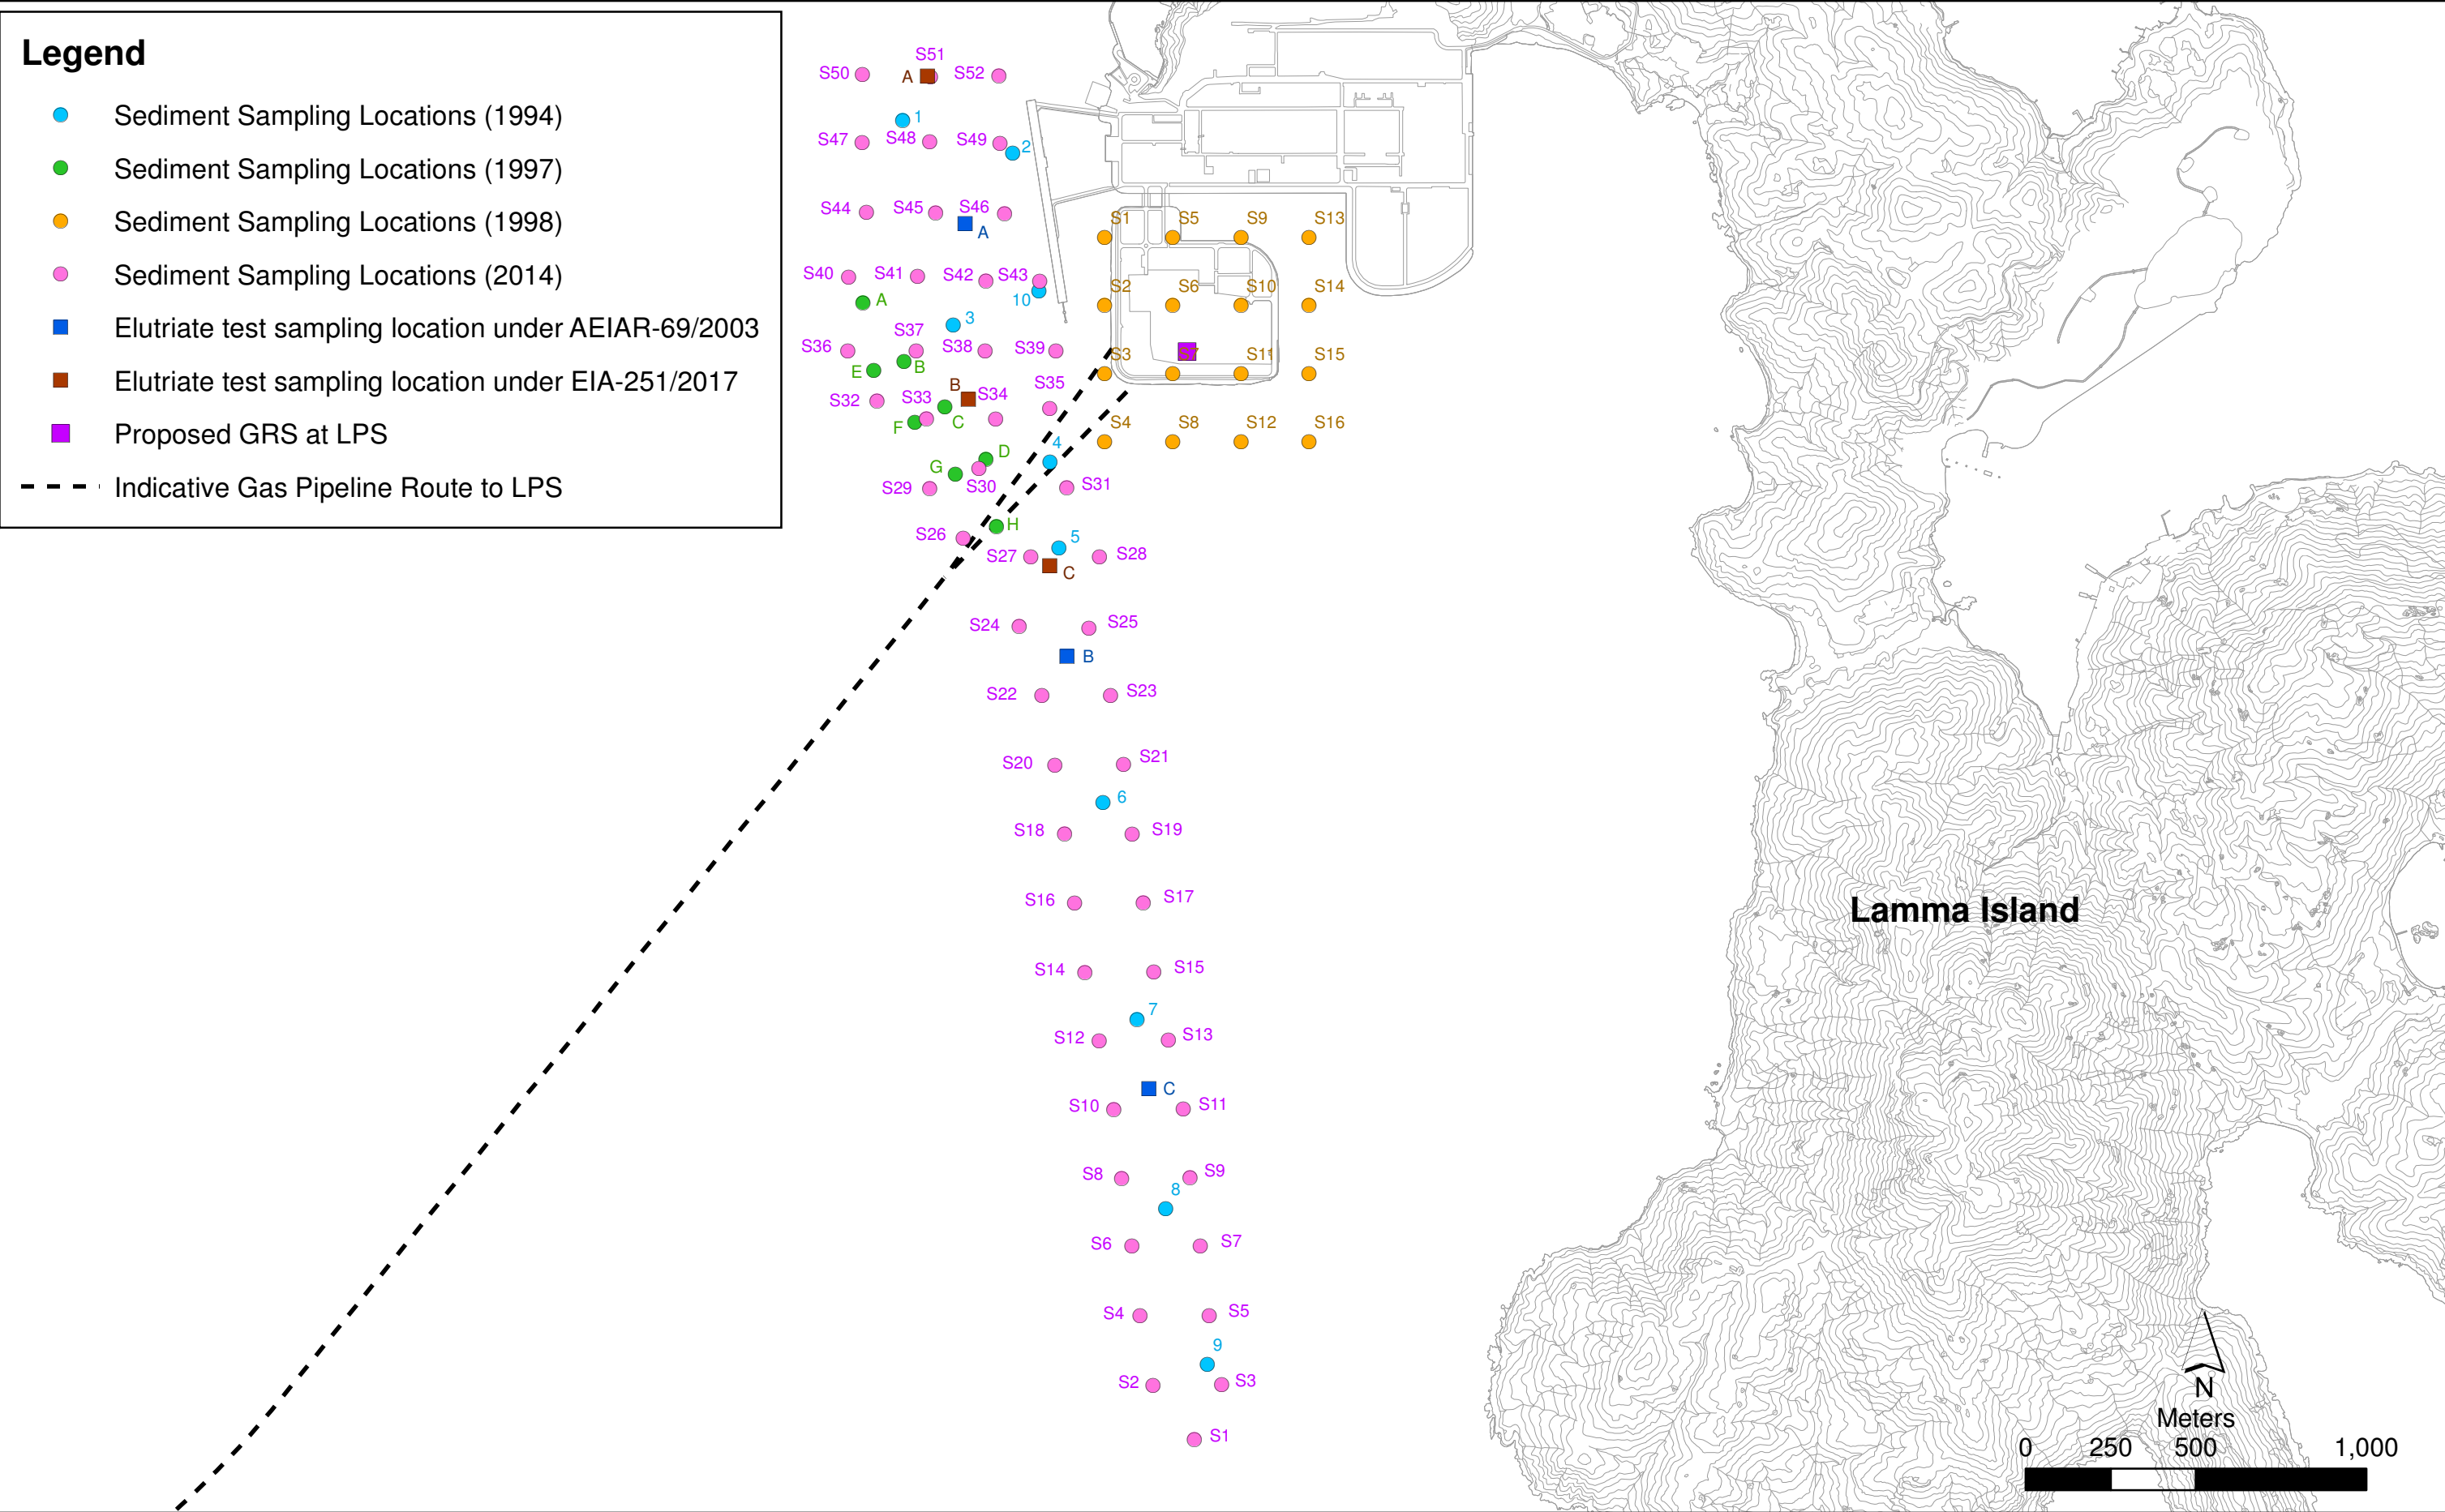 Legend
Sediment Sampling Locations (1994)
Sediment Sampling Locations (1997)
Sediment Sampling Locations (1998)
Sediment Sampling Locations (2014)
Elutriate test sampling location under AEIAR-69/2003
Elutriate test sampling location under EIA-251/2017
Proposed GRS at LPS
Indicative Gas Pipeline Route to LPS
S51
S50 A S52
1
S47 S48 S49 2
S44 S45 S46
A
S1 S5 S9 S13
S40 S41 S42 S43
A 10
S2 S6 S10 S14
3
S37
S36 S38 S39
S3 S7 S11 S15
E B
B S34 S35
S32 S33
F C
S4 S8 S12 S16
4
D
G
S29 S30 S31
H
S26
5
S27 S28
C
S24 S25
B
S22 S23
S20 S21
6
S18 S19
S16 S17
Lamma Island
S14 S15
7
S12 S13
C
S10 S11
S8 S9
8
S6 S7
S4 S5
9
S2 S3
N
Meters
S1
0 250 500 1,000